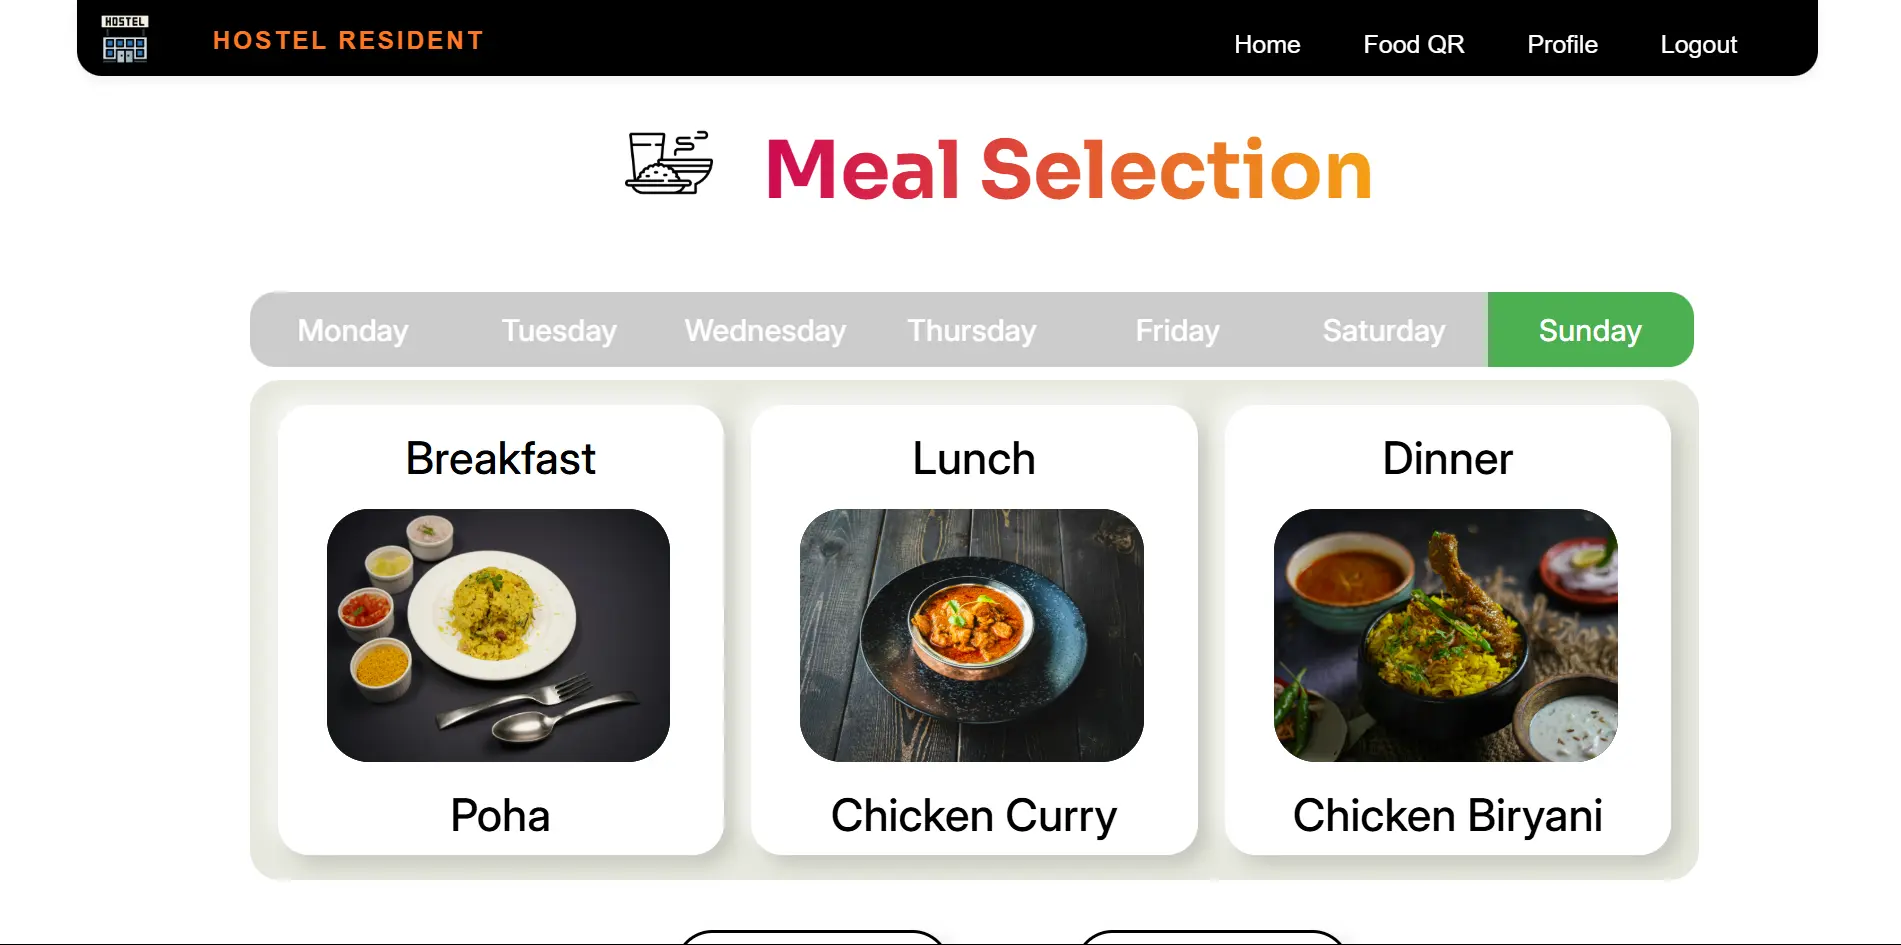 HOSTEL
HOSTEL RESIDENT
Home Food QR Profile Logout
Meal Selection
Monday Tuesday Wednesday Thursday Friday Saturday Sunday
Breakfast Lunch Dinner
Poha Chicken Curry Chicken Biryani